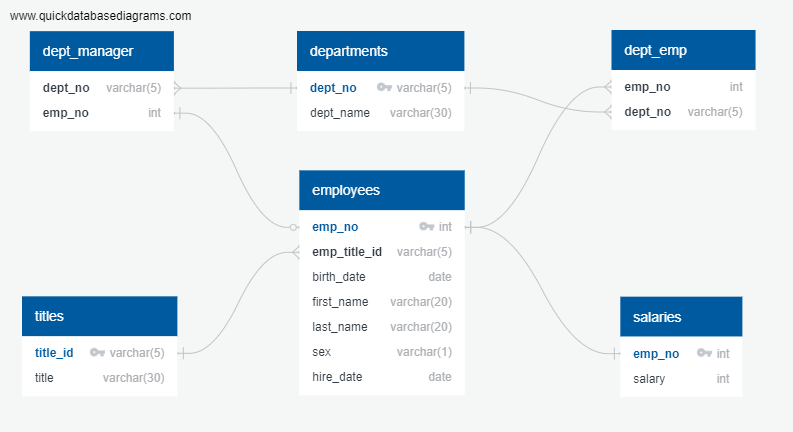 www.quickdatabasediagrams.com
dept_manager
dept_no varchar(5)
emp_no int
departments
dept_no varchar(5)
dept_name varchar(30)
dept_emp
emp_no int
dept_no varchar(5)
employees
emp_no int
emp_title_id varchar(5)
birth_date date
first_name varchar(20)
last_name varchar(20)
sex varchar(1)
hire_date date
titles
title_id varchar(5)
title varchar(30)
salaries
emp_no int
salary int